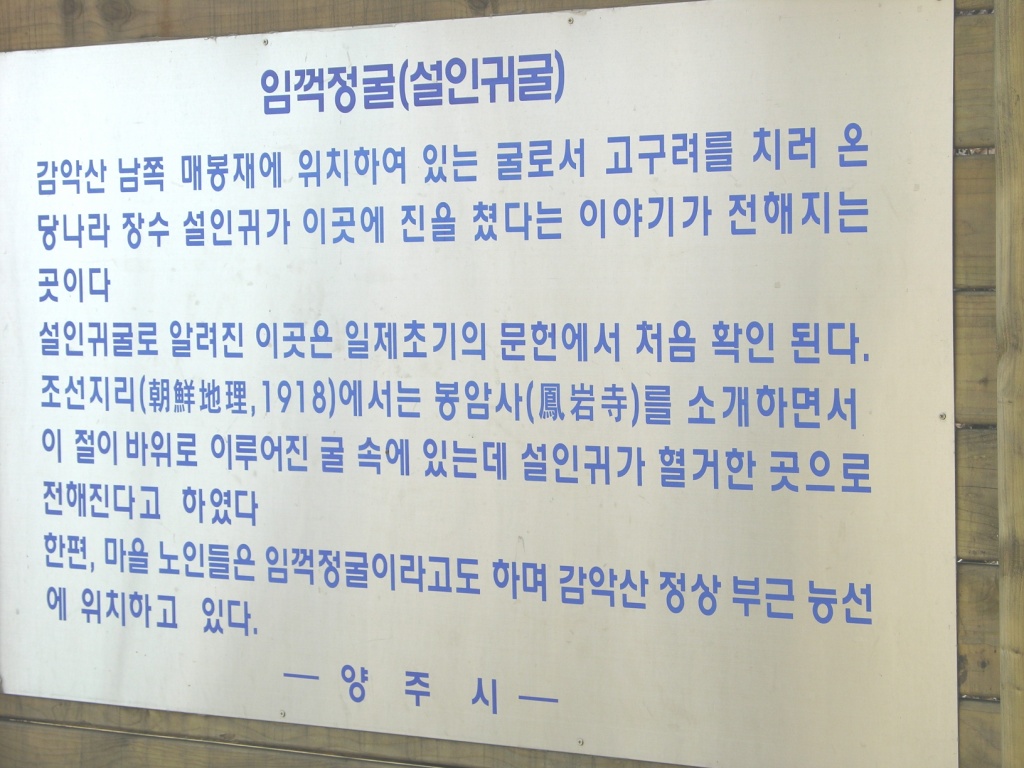 임꺽정굴(설인귀굴)
감악산 남쪽 매봉재에 위치하여 있는 굴로서 고구려를 치러 온
당나라 장수 설인귀가 이곳에 진을 쳤다는 이야기가 전해지는
곳이다
설인귀굴로 알려진 이곳은 일제초기의 문헌에서 처음 확인 된다.
조선지리(朝鮮地理,1918)에서는 봉암사(鳳岩寺)를 소개하면서
이 절이 바위로 이루어진 굴 속에 있는데 설인귀가 혈거한 곳으로
전해진다고 하였다
한편, 마을 노인들은 임꺽정굴이라고도 하며 감악산 정상 부근 능선
에 위치하고 있다.
— 양 주 시 —